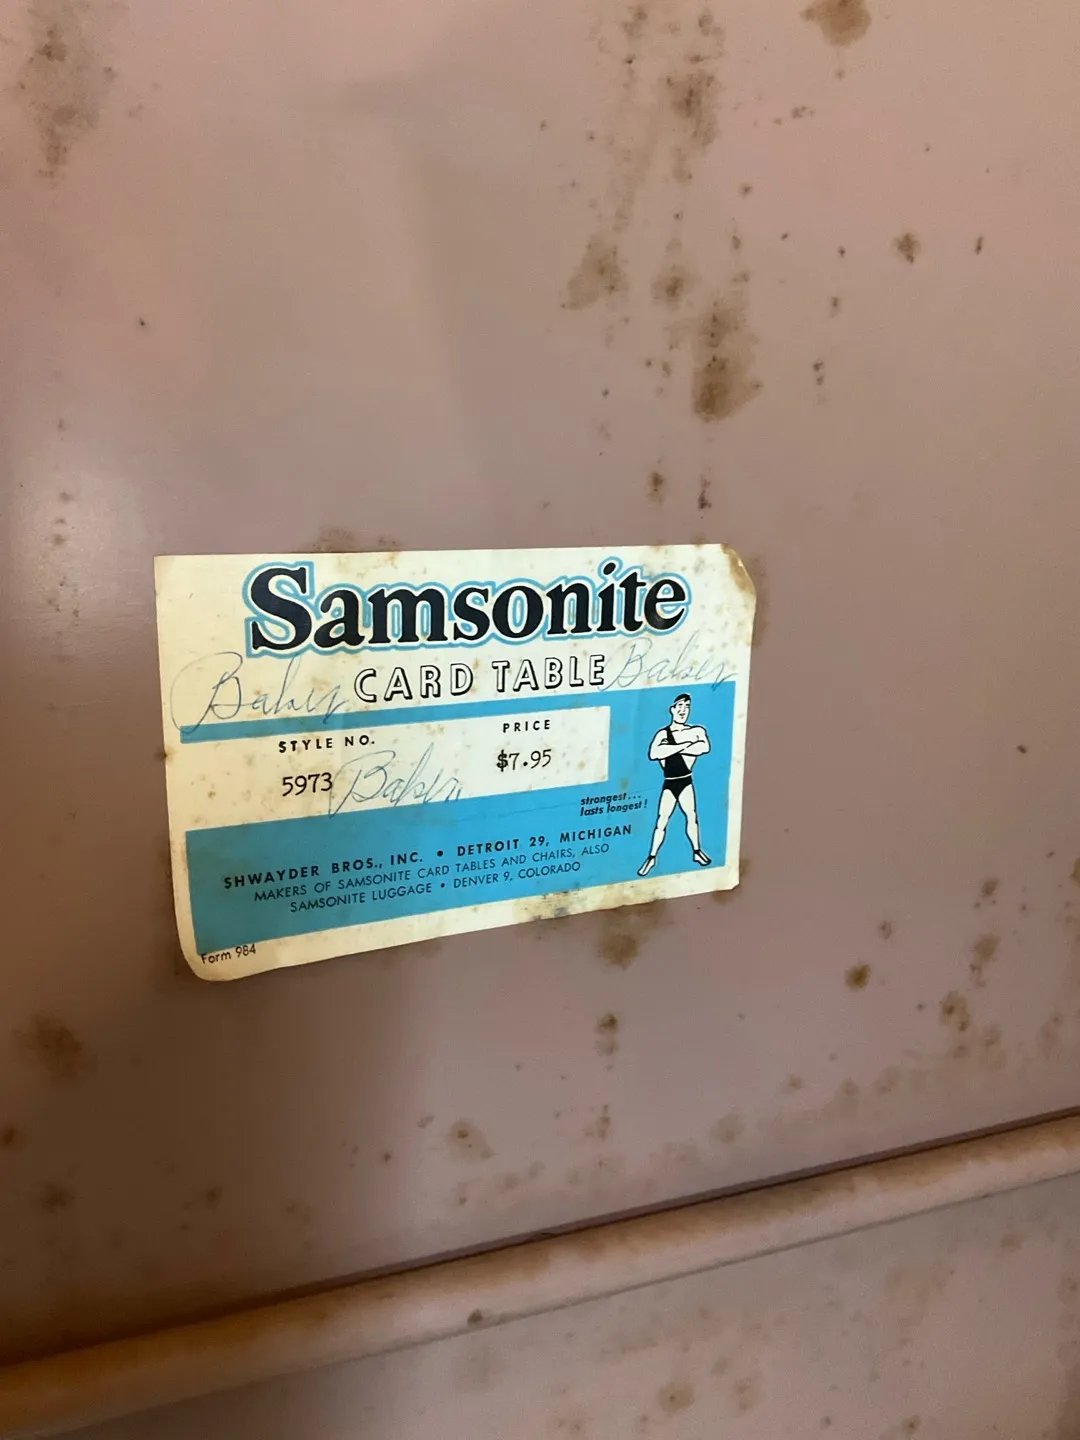 Samsonite
Baker CARD TABLE Baker
STYLE NO. PRICE
5973 Baker $7.95
strongest...
lasts longest!
SHWAYDER BROS., INC. • DETROIT 29, MICHIGAN
MAKERS OF SAMSONITE CARD TABLES AND CHAIRS, ALSO
SAMSONITE LUGGAGE • DENVER 9, COLORADO
Form 984